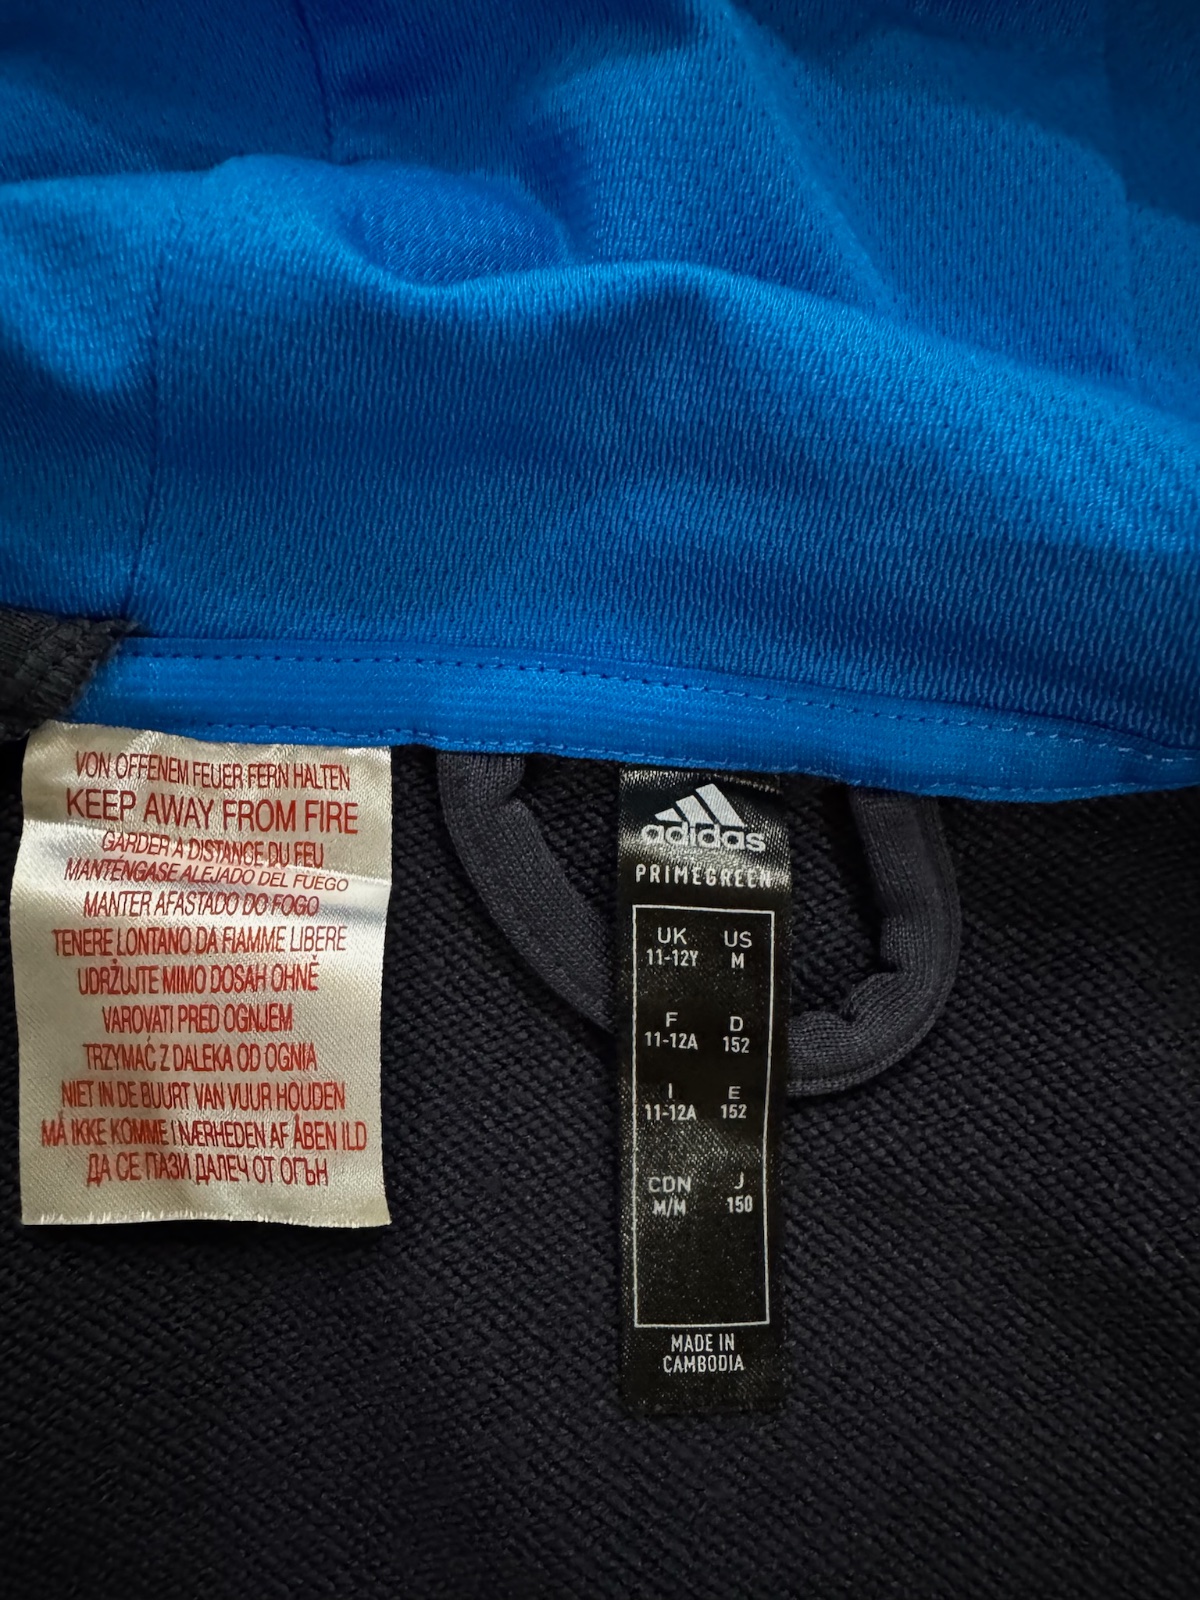 VON OFFENEM FEUER FERN HALTEN
KEEP AWAY FROM FIRE
GARDER A DISTANCE DU FEU
MANTÉNGASE ALEJADO DEL FUEGO
MANTER AFASTADO DO FOGO
TENERE LONTANO DA FIAMME LIBERE
UDRŽUJTE MIMO DOSAH OHNĚ
VAROVATI PRED OGNJEM
TRZYMAĆ Z DALEKA OD OGNIA
NIET IN DE BUURT VAN VUUR HOUDEN
MÅ IKKE KOMME I NÆRHEDEN AF ÅBEN ILD
ДА СЕ ПАЗИ ДАЛЕЧ ОТ ОГЪН
adidas
PRIMEGREEN
UK US
11-12Y M
F D
11-12A 152
I E
11-12A 152
CDN J
M/M 150
MADE IN
CAMBODIA